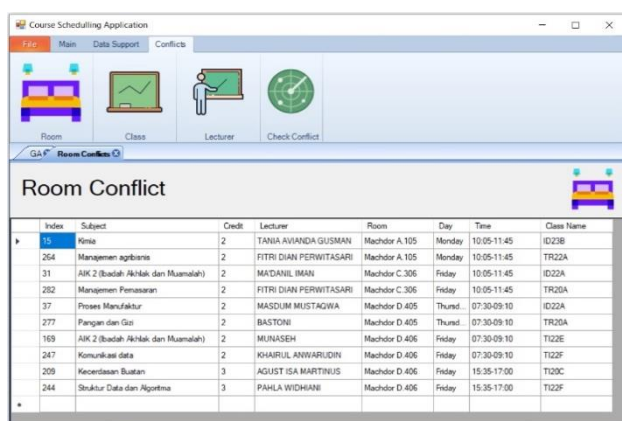 Course Schedulling Application
File Main Data Support Conflicts
Room Class Lecturer Check Conflict
GA Room Conflicts
Room Conflict
Index Subject Credit Lecturer Room Day Time Class Name
15 Kimia 2 TANIA AVIANDA GUSMAN Machdor A.105 Monday 10:05-11:45 ID23B
264 Manajemen agribisnis 2 FITRI DIAN PERWITASARI Machdor A.105 Monday 10:05-11:45 TR22A
31 AIK 2 (Ibadah Akhlak dan Muamalah) 2 MA'DANIL IMAN Machdor C.306 Friday 10:05-11:45 ID22A
282 Manajemen Pemasaran 2 FITRI DIAN PERWITASARI Machdor C.306 Friday 10:05-11:45 TR20A
37 Proses Manufaktur 2 MASDUM MUSTAQWA Machdor D.405 Thursd... 07:30-09:10 ID22A
277 Pangan dan Gizi 2 BASTONI Machdor D.405 Thursd... 07:30-09:10 TR20A
169 AIK 2 (Ibadah Akhlak dan Muamalah) 2 MUNASEH Machdor D.406 Friday 07:30-09:10 TI22E
247 Komunikasi data 2 KHAIRUL ANWARUDIN Machdor D.406 Friday 07:30-09:10 TI22F
209 Kecerdasan Buatan 3 AGUST ISA MARTINUS Machdor D.406 Friday 15:35-17:00 TI20C
244 Struktur Data dan Algoritma 3 PAHLA WIDHIANI Machdor D.406 Friday 15:35-17:00 TI22F